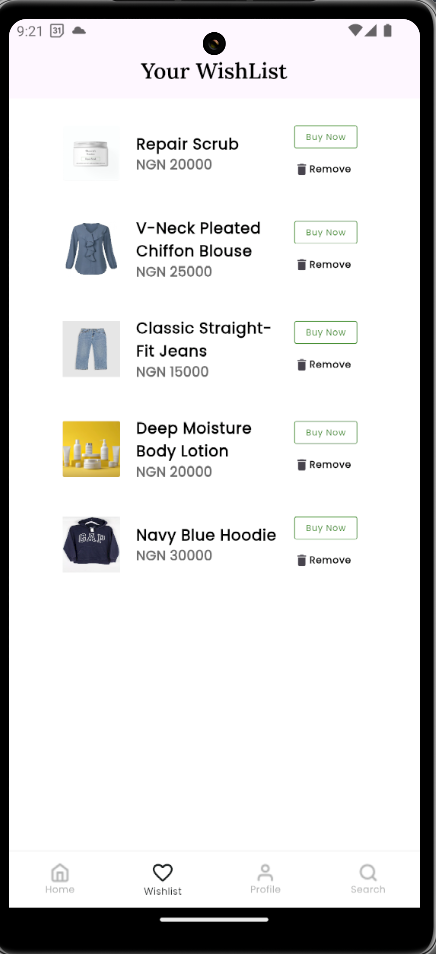 9:21
31
Your WishList
Repair Scrub
NGN 20000
Buy Now
Remove
V-Neck Pleated
Chiffon Blouse
NGN 25000
Buy Now
Remove
Classic Straight-
Fit Jeans
NGN 15000
Buy Now
Remove
Deep Moisture
Body Lotion
NGN 20000
Buy Now
Remove
GAP
Navy Blue Hoodie
NGN 30000
Buy Now
Remove
Home
Wishlist
Profile
Search